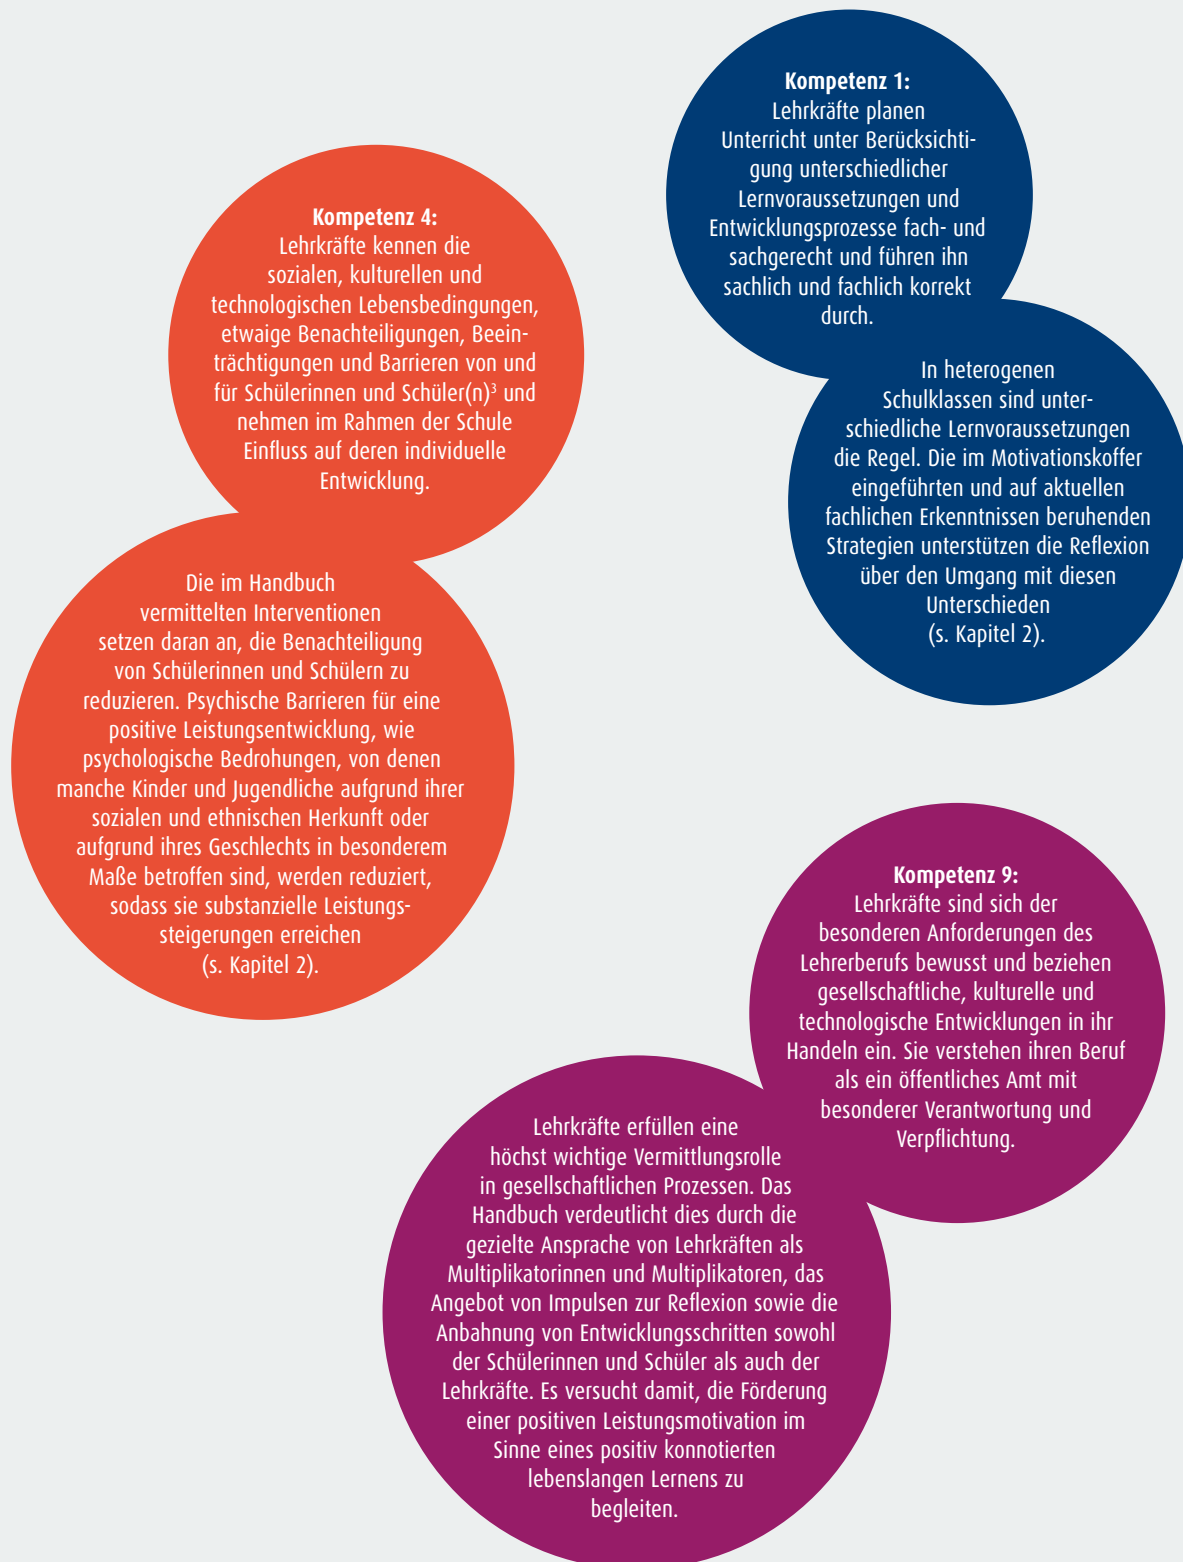 Kompetenz 1:
Lehrkräfte planen
Unterricht unter Berücksichti-
gung unterschiedlicher
Lernvoraussetzungen und
Entwicklungsprozesse fach- und
sachgerecht und führen ihn
sachlich und fachlich korrekt
durch.
In heterogenen
Schulklassen sind unter-
schiedliche Lernvoraussetzungen
die Regel. Die im Motivationskoffer
eingeführten und auf aktuellen
fachlichen Erkenntnissen beruhenden
Strategien unterstützen die Reflexion
über den Umgang mit diesen
Unterschieden
(s. Kapitel 2).
Kompetenz 4:
Lehrkräfte kennen die
sozialen, kulturellen und
technologischen Lebensbedingungen,
etwaige Benachteiligungen, Beein-
trächtigungen und Barrieren von und
für Schülerinnen und Schüler(n)³ und
nehmen im Rahmen der Schule
Einfluss auf deren individuelle
Entwicklung.
Die im Handbuch
vermittelten Interventionen
setzen daran an, die Benachteiligung
von Schülerinnen und Schülern zu
reduzieren. Psychische Barrieren für eine
positive Leistungsentwicklung, wie
psychologische Bedrohungen, von denen
manche Kinder und Jugendliche aufgrund ihrer
sozialen und ethnischen Herkunft oder
aufgrund ihres Geschlechts in besonderem
Maße betroffen sind, werden reduziert,
sodass sie substanzielle Leistungs-
steigerungen erreichen
(s. Kapitel 2).
Kompetenz 9:
Lehrkräfte sind sich der
besonderen Anforderungen des
Lehrerberufs bewusst und beziehen
gesellschaftliche, kulturelle und
technologische Entwicklungen in ihr
Handeln ein. Sie verstehen ihren Beruf
als ein öffentliches Amt mit
besonderer Verantwortung und
Verpflichtung.
Lehrkräfte erfüllen eine
höchst wichtige Vermittlungsrolle
in gesellschaftlichen Prozessen. Das
Handbuch verdeutlicht dies durch die
gezielte Ansprache von Lehrkräften als
Multiplikatorinnen und Multiplikatoren, das
Angebot von Impulsen zur Reflexion sowie die
Anbahnung von Entwicklungsschritten sowohl
der Schülerinnen und Schüler als auch der
Lehrkräfte. Es versucht damit, die Förderung
einer positiven Leistungsmotivation im
Sinne eines positiv konnotierten
lebenslangen Lernens zu
begleiten.